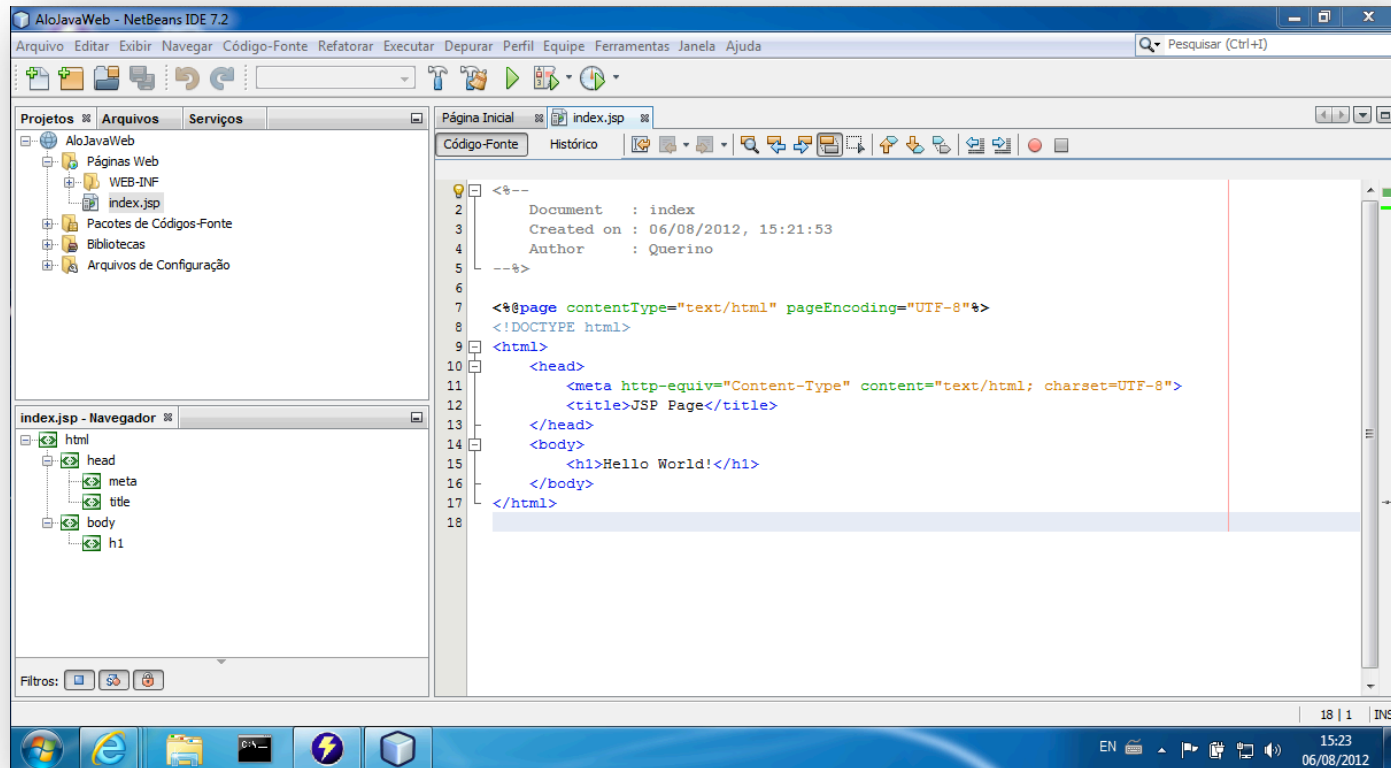 AloJavaWeb - NetBeans IDE 7.2
Arquivo Editar Exibir Navegar Código-Fonte Refatorar Executar Depurar Perfil Equipe Ferramentas Janela Ajuda
Pesquisar (Ctrl+I)
Projetos Arquivos Serviços
AloJavaWeb
Páginas Web
WEB-INF
index.jsp
Pacotes de Códigos-Fonte
Bibliotecas
Arquivos de Configuração
index.jsp - Navegador
html
head
meta
title
body
h1
Filtros:
Página Inicial index.jsp
Código-Fonte Histórico
<%--
2 Document : index
3 Created on : 06/08/2012, 15:21:53
4 Author : Querino
5 --%>
6
7 <%@page contentType="text/html" pageEncoding="UTF-8"%>
8 <!DOCTYPE html>
9 <html>
10 <head>
11 <meta http-equiv="Content-Type" content="text/html; charset=UTF-8">
12 <title>JSP Page</title>
13 </head>
14 <body>
15 <h1>Hello World!</h1>
16 </body>
17 </html>
18
18 | 1 INS
EN 15:23
06/08/2012